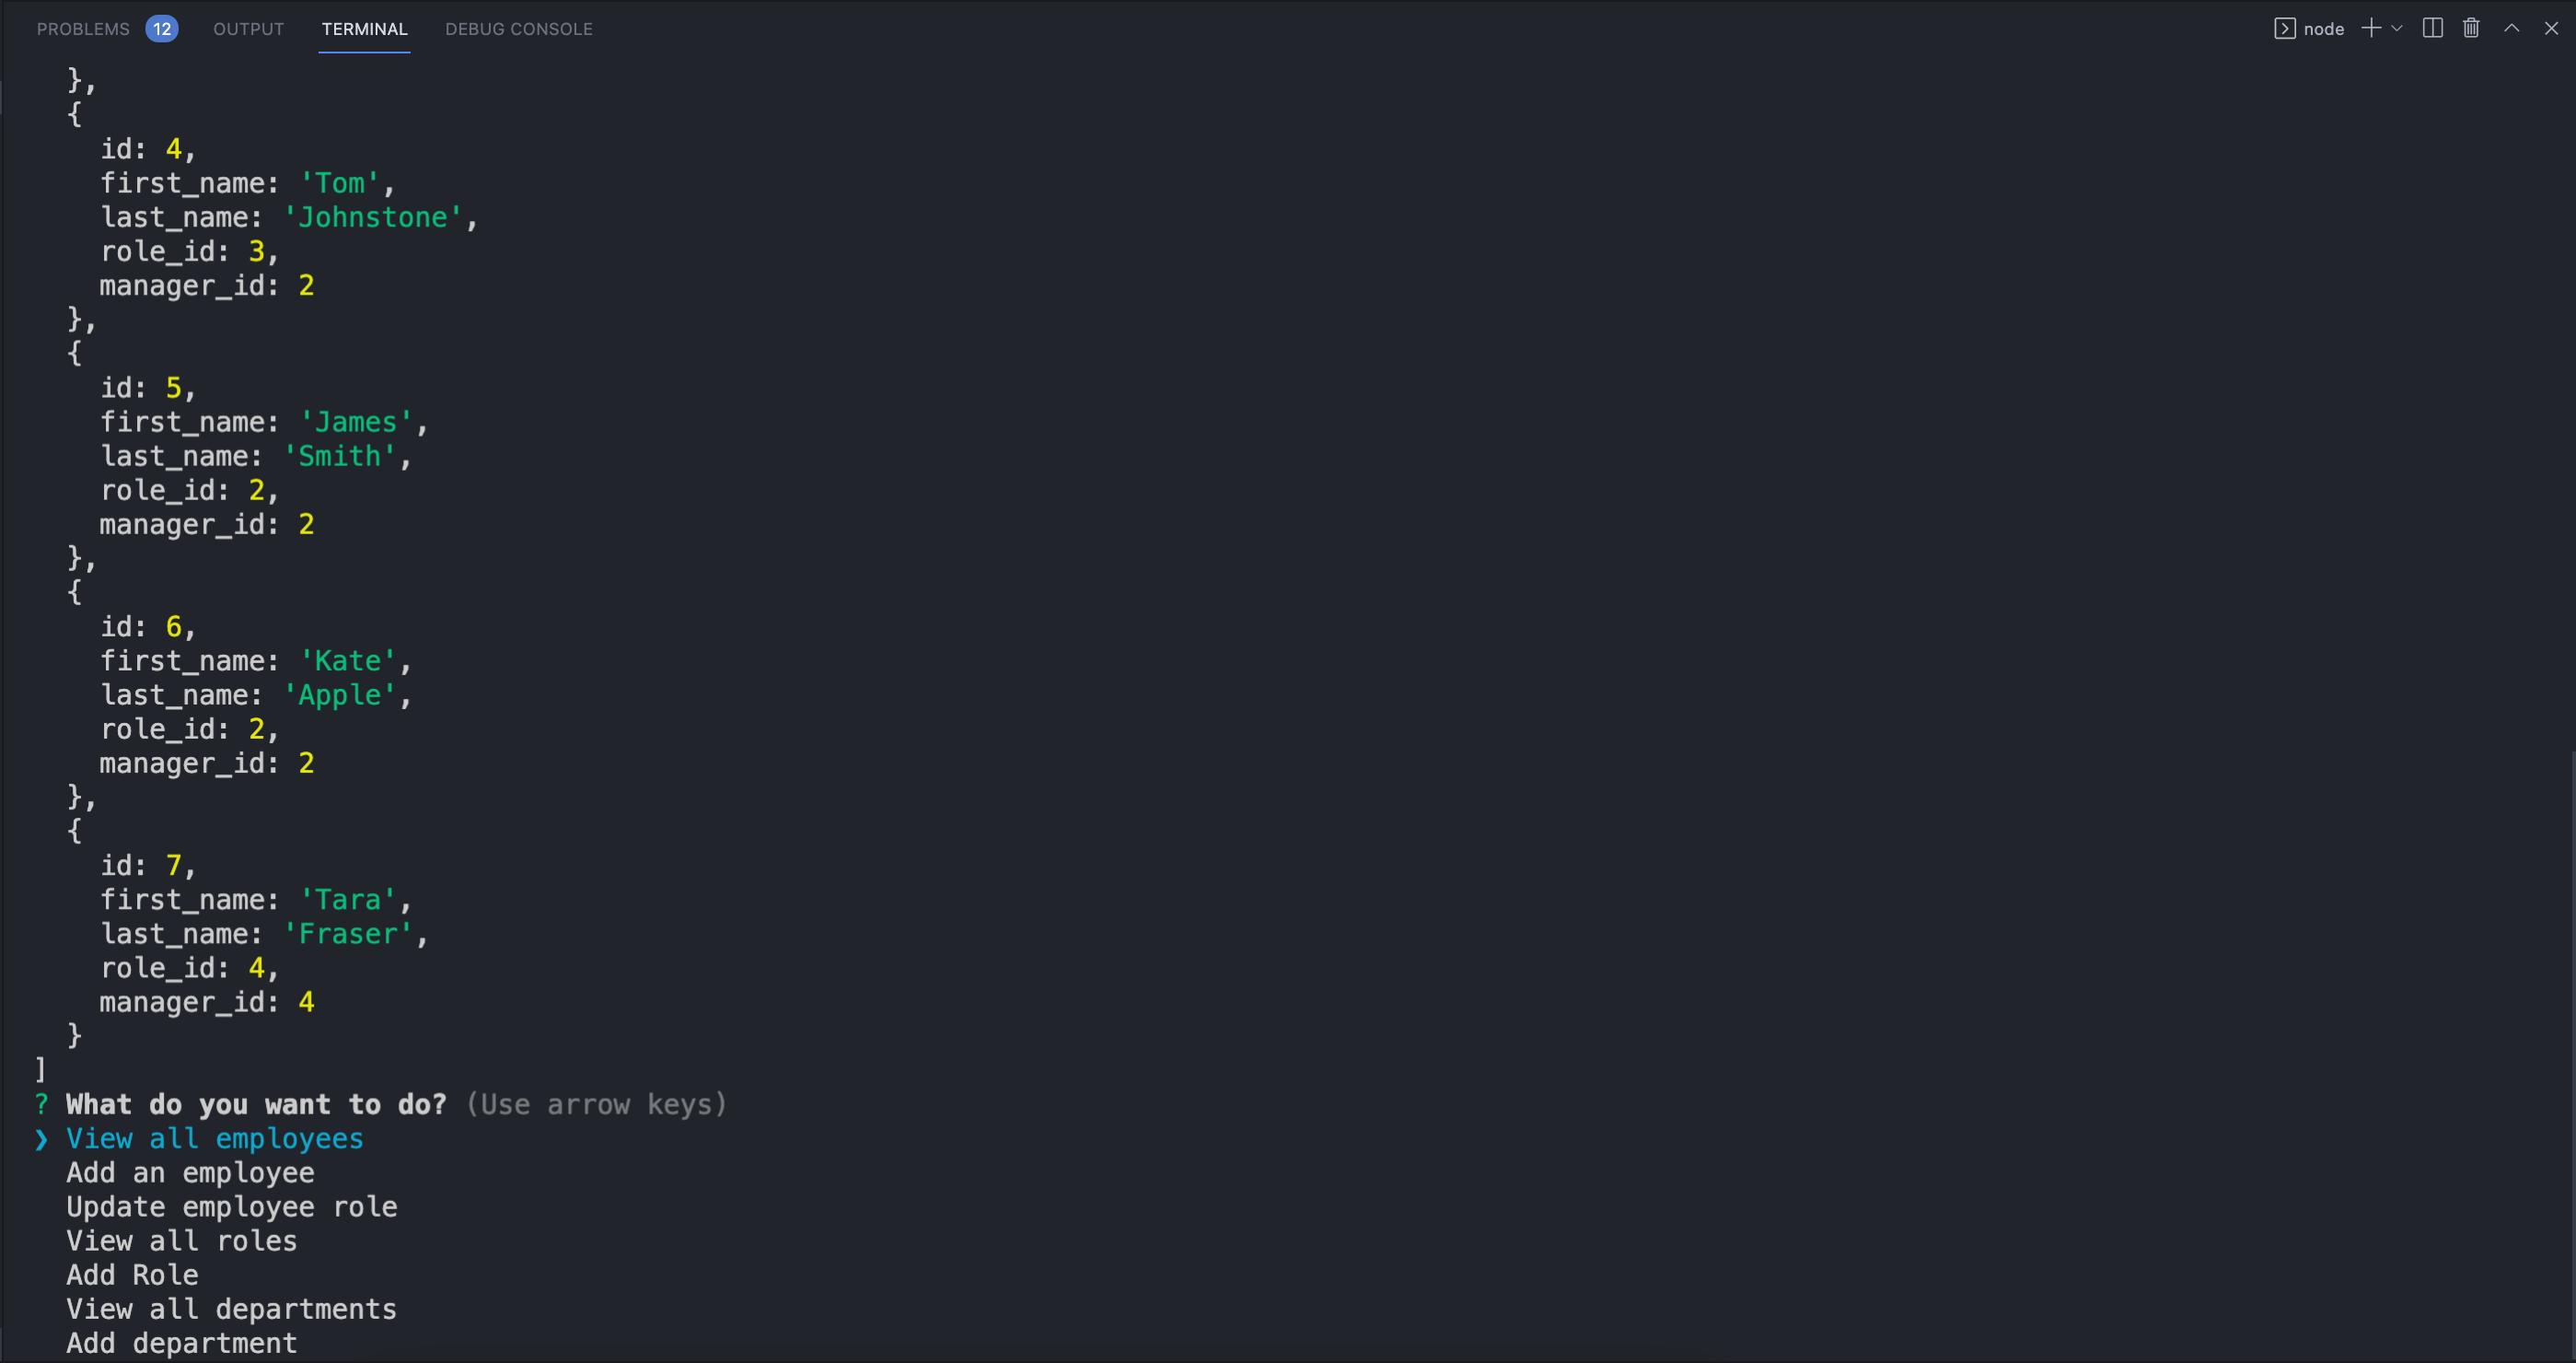 PROBLEMS 12 OUTPUT TERMINAL DEBUG CONSOLE node
},
{
id: 4,
first_name: 'Tom',
last_name: 'Johnstone',
role_id: 3,
manager_id: 2
},
{
id: 5,
first_name: 'James',
last_name: 'Smith',
role_id: 2,
manager_id: 2
},
{
id: 6,
first_name: 'Kate',
last_name: 'Apple',
role_id: 2,
manager_id: 2
},
{
id: 7,
first_name: 'Tara',
last_name: 'Fraser',
role_id: 4,
manager_id: 4
}
]
? What do you want to do? (Use arrow keys)
❯ View all employees
Add an employee
Update employee role
View all roles
Add Role
View all departments
Add department